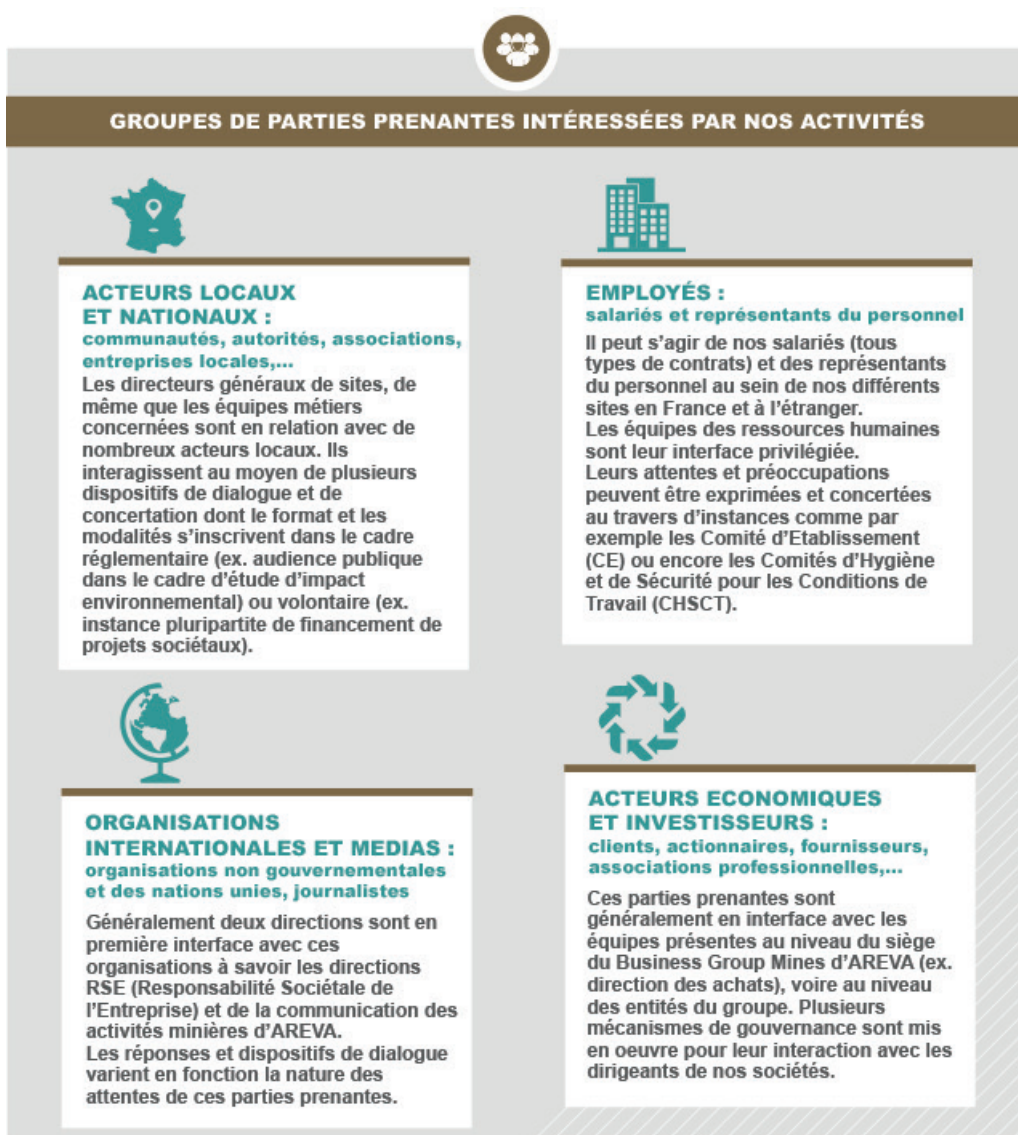 GROUPES DE PARTIES PRENANTES INTÉRESSÉES PAR NOS ACTIVITÉS
ACTEURS LOCAUX
ET NATIONAUX :
communautés, autorités, associations,
entreprises locales,...
Les directeurs généraux de sites, de
même que les équipes métiers
concernées sont en relation avec de
nombreux acteurs locaux. Ils
interagissent au moyen de plusieurs
dispositifs de dialogue et de
concertation dont le format et les
modalités s'inscrivent dans le cadre
réglementaire (ex. audience publique
dans le cadre d'étude d'impact
environnemental) ou volontaire (ex.
instance pluripartite de financement de
projets sociétaux).
EMPLOYÉS :
salariés et représentants du personnel
Il peut s'agir de nos salariés (tous
types de contrats) et des représentants
du personnel au sein de nos différents
sites en France et à l'étranger.
Les équipes des ressources humaines
sont leur interface privilégiée.
Leurs attentes et préoccupations
peuvent être exprimées et concertées
au travers d'instances comme par
exemple les Comité d'Etablissement
(CE) ou encore les Comités d'Hygiène
et de Sécurité pour les Conditions de
Travail (CHSCT).
ORGANISATIONS
INTERNATIONALES ET MEDIAS :
organisations non gouvernementales
et des nations unies, journalistes
Généralement deux directions sont en
première interface avec ces
organisations à savoir les directions
RSE (Responsabilité Sociétale de
l'Entreprise) et de la communication des
activités minières d'AREVA.
Les réponses et dispositifs de dialogue
varient en fonction la nature des
attentes de ces parties prenantes.
ACTEURS ECONOMIQUES
ET INVESTISSEURS :
clients, actionnaires, fournisseurs,
associations professionnelles,...
Ces parties prenantes sont
généralement en interface avec les
équipes présentes au niveau du siège
du Business Group Mines d'AREVA (ex.
direction des achats), voire au niveau
des entités du groupe. Plusieurs
mécanismes de gouvernance sont mis
en oeuvre pour leur interaction avec les
dirigeants de nos sociétés.